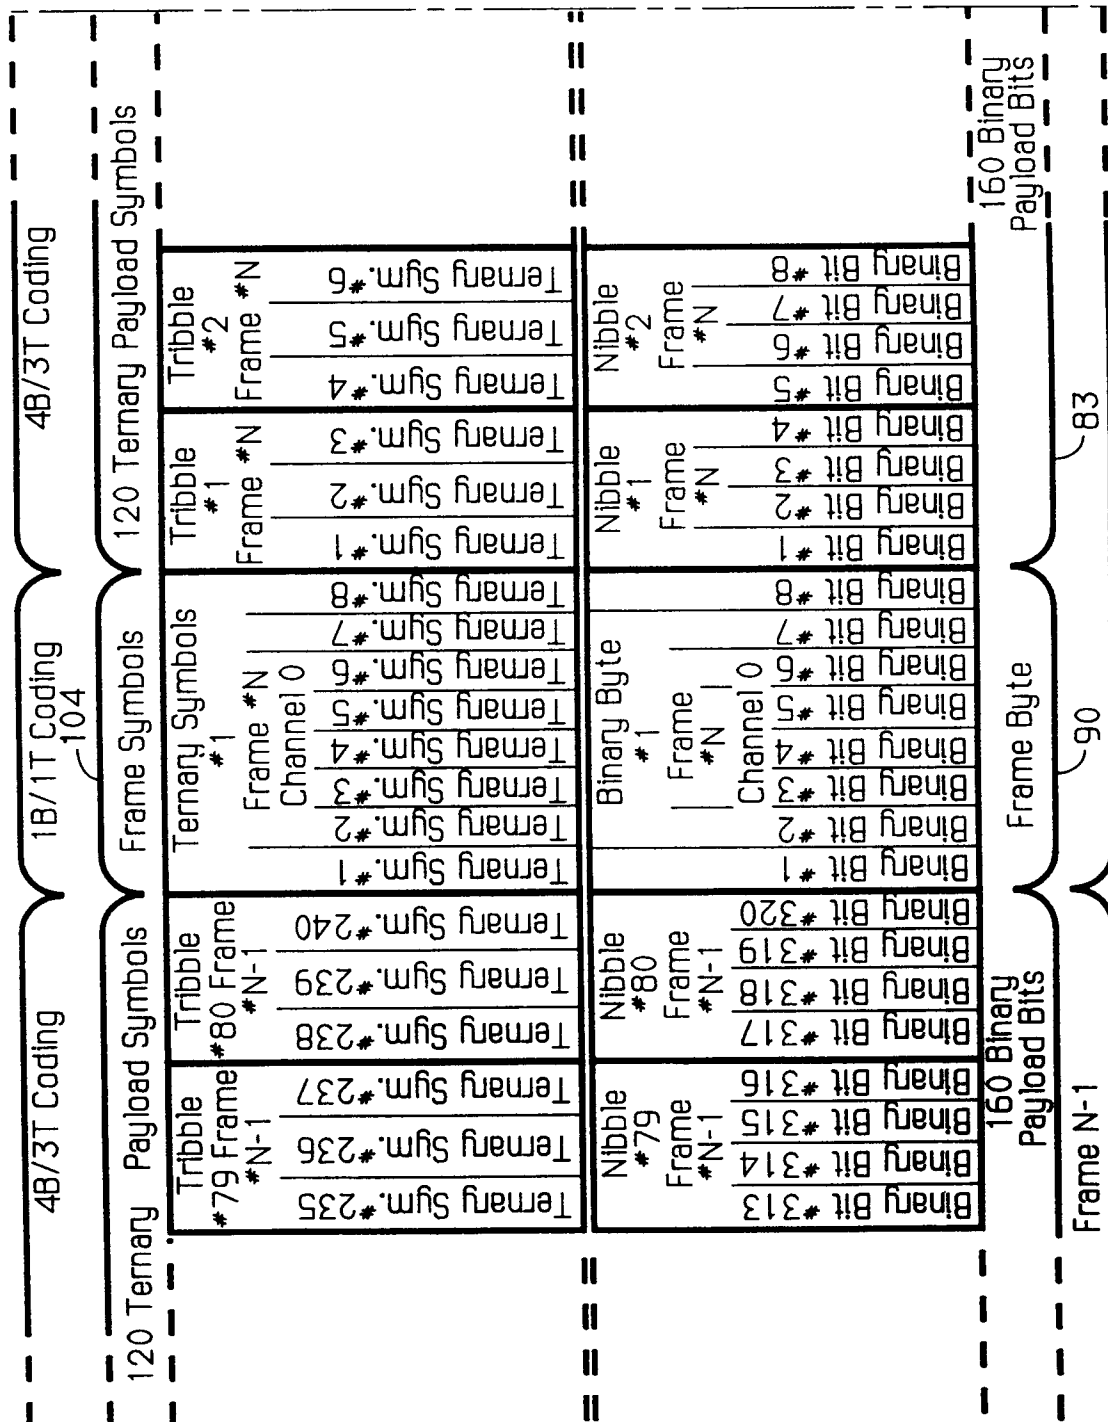 4B/3T Coding
1B/1T Coding
4B/3T Coding
104
120 Ternary Payload Symbols
Frame Symbols
120 Ternary Payload Symbols
Tribble
#79 Frame
#N-1
Tribble
#80 Frame
#N-1
Ternary Symbols
#1
Frame #N
Channel 0
Tribble
#1
Frame #N
Tribble
#2
Frame #N
Ternary Sym. #235
Ternary Sym. #236
Ternary Sym. #237
Ternary Sym. #238
Ternary Sym. #239
Ternary Sym. #240
Ternary Sym. #1
Ternary Sym. #2
Ternary Sym. #3
Ternary Sym. #4
Ternary Sym. #5
Ternary Sym. #6
Ternary Sym. #7
Ternary Sym. #8
Ternary Sym. #1
Ternary Sym. #2
Ternary Sym. #3
Ternary Sym. #4
Ternary Sym. #5
Ternary Sym. #6
Nibble
#79
Frame
#N-1
Nibble
#80
Frame
#N-1
Binary Byte
#1
Frame
#N
Channel 0
Nibble
#1
Frame
#N
Nibble
#2
Frame
#N
Binary Bit #313
Binary Bit #314
Binary Bit #315
Binary Bit #316
Binary Bit #317
Binary Bit #318
Binary Bit #319
Binary Bit #320
Binary Bit #1
Binary Bit #2
Binary Bit #3
Binary Bit #4
Binary Bit #5
Binary Bit #6
Binary Bit #7
Binary Bit #8
Binary Bit #1
Binary Bit #2
Binary Bit #3
Binary Bit #4
Binary Bit #5
Binary Bit #6
Binary Bit #7
Binary Bit #8
160 Binary
Payload Bits
Frame Byte
160 Binary
Payload Bits
Frame N-1
90
83